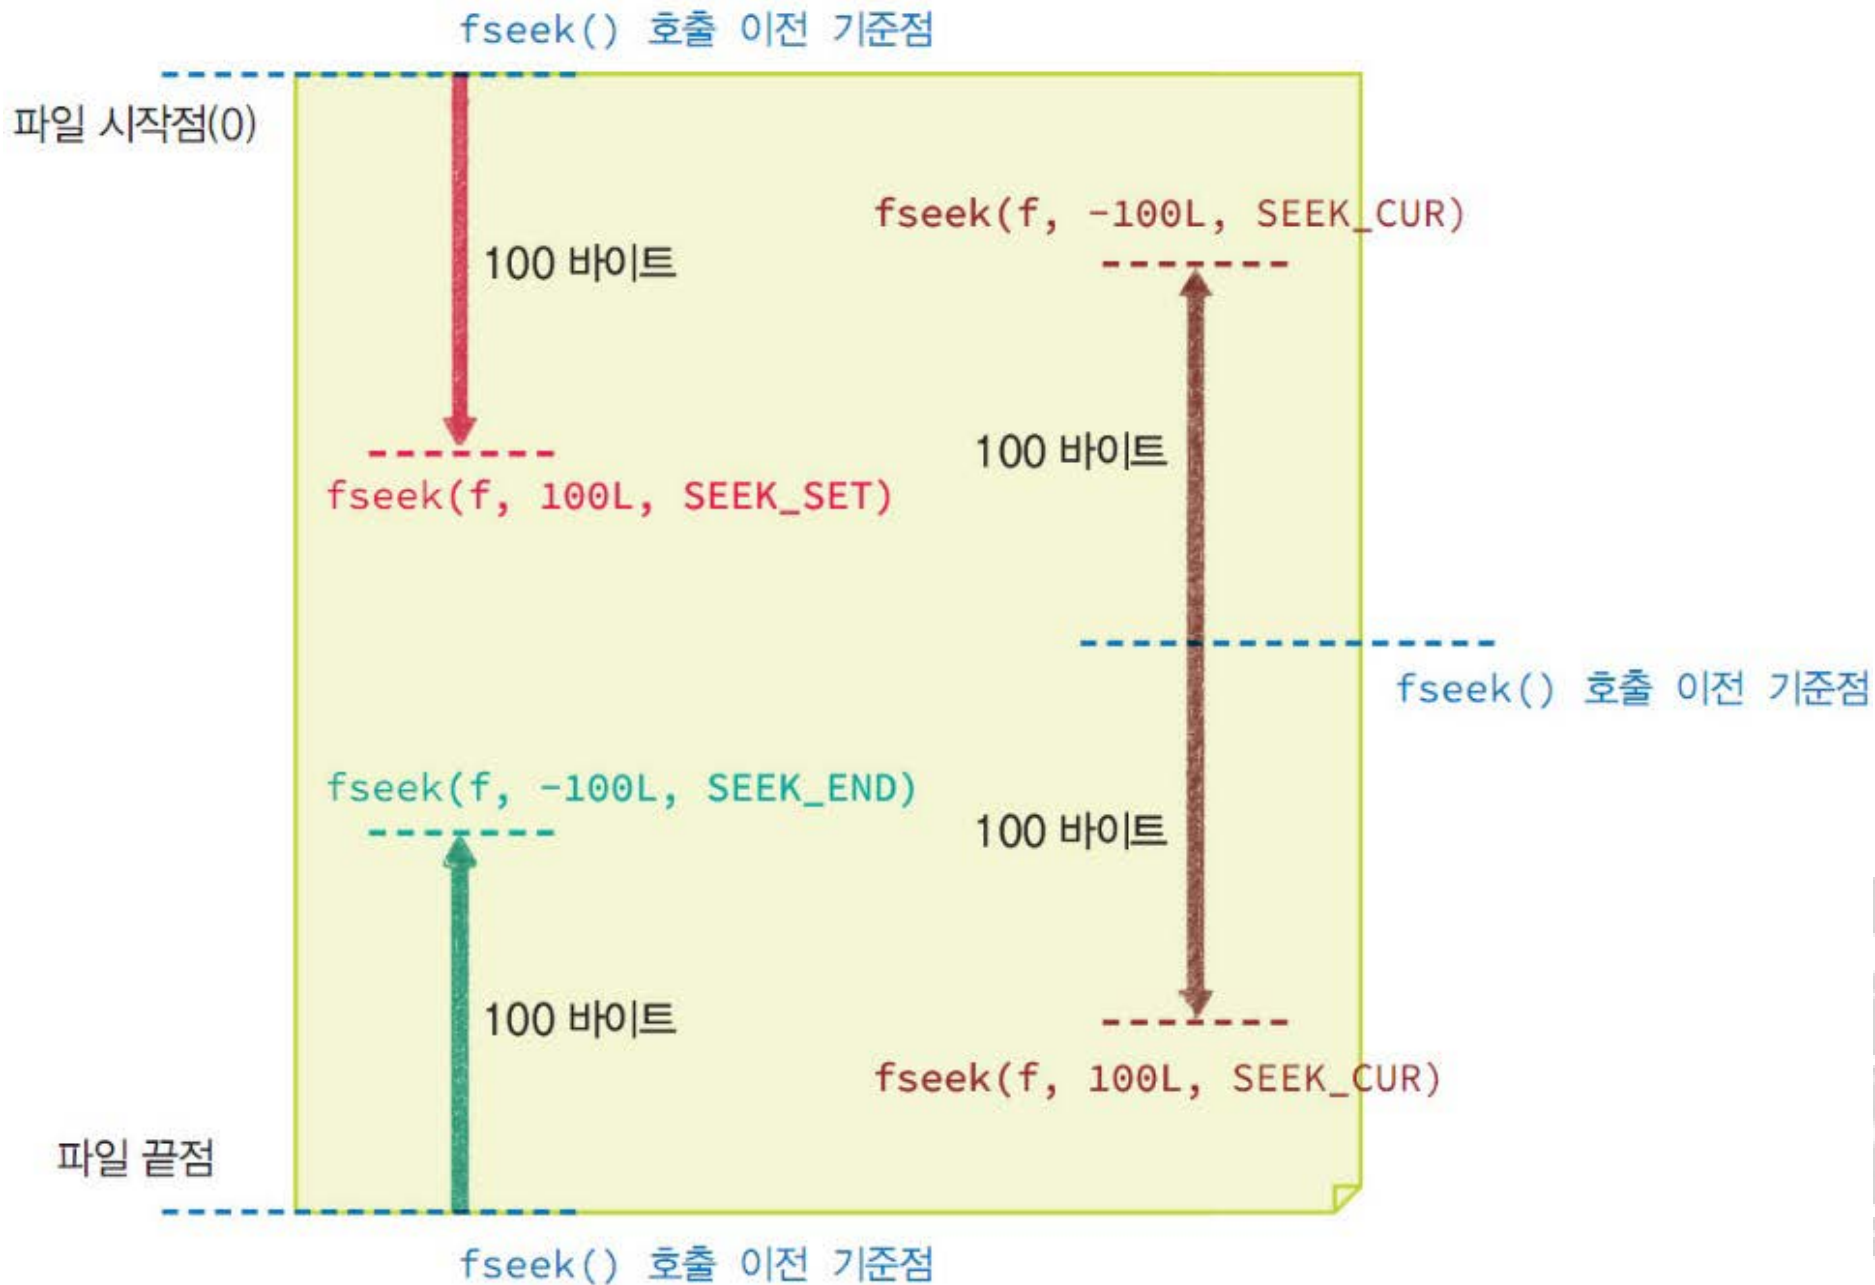 fseek() 호출 이전 기준점
파일 시작점(0)
fseek(f, -100L, SEEK_CUR)
100 바이트
100 바이트
fseek(f, 100L, SEEK_SET)
fseek() 호출 이전 기준점
fseek(f, -100L, SEEK_END)
100 바이트
100 바이트
fseek(f, 100L, SEEK_CUR)
파일 끝점
fseek() 호출 이전 기준점